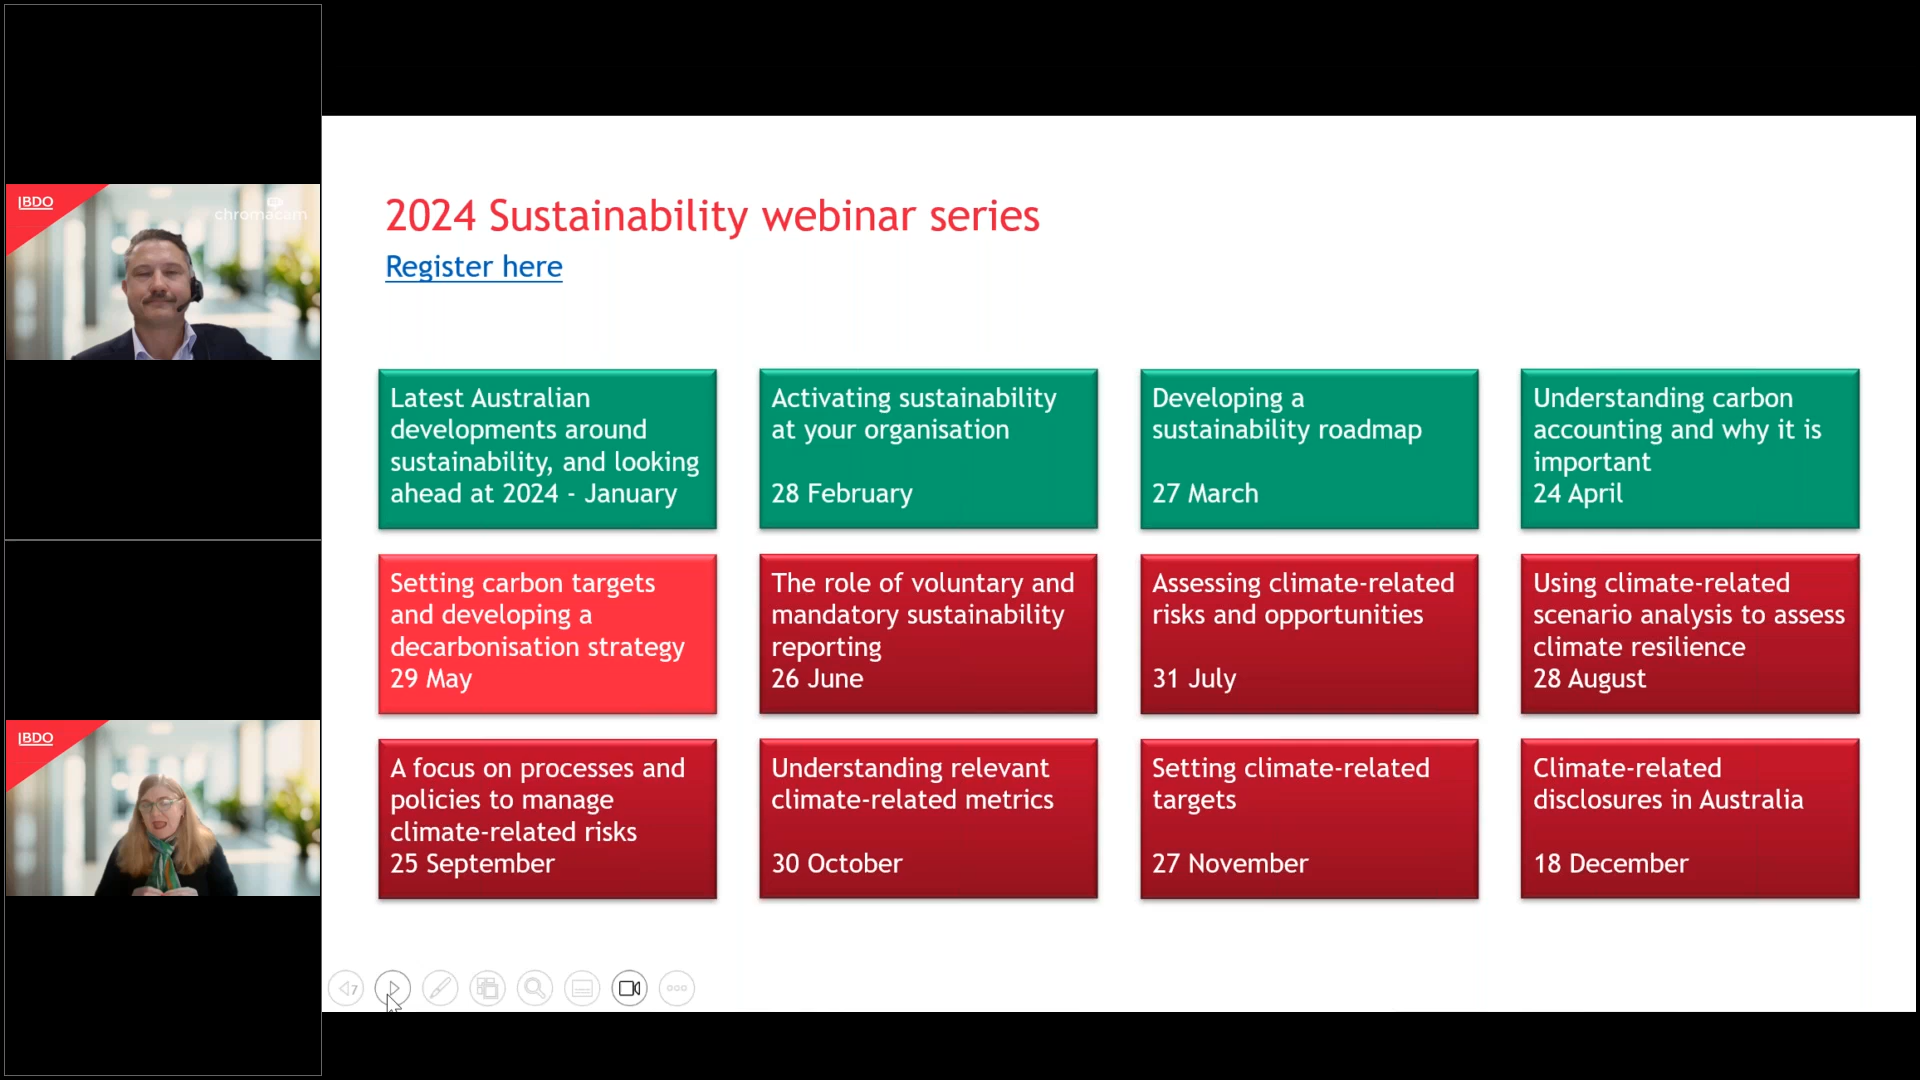 BDO
chromacam
BDO
2024 Sustainability webinar series
Register here
Latest Australian
developments around
sustainability, and looking
ahead at 2024 - January
Activating sustainability
at your organisation
28 February
Developing a
sustainability roadmap
27 March
Understanding carbon
accounting and why it is
important
24 April
Setting carbon targets
and developing a
decarbonisation strategy
29 May
The role of voluntary and
mandatory sustainability
reporting
26 June
Assessing climate-related
risks and opportunities
31 July
Using climate-related
scenario analysis to assess
climate resilience
28 August
A focus on processes and
policies to manage
climate-related risks
25 September
Understanding relevant
climate-related metrics
30 October
Setting climate-related
targets
27 November
Climate-related
disclosures in Australia
18 December
7